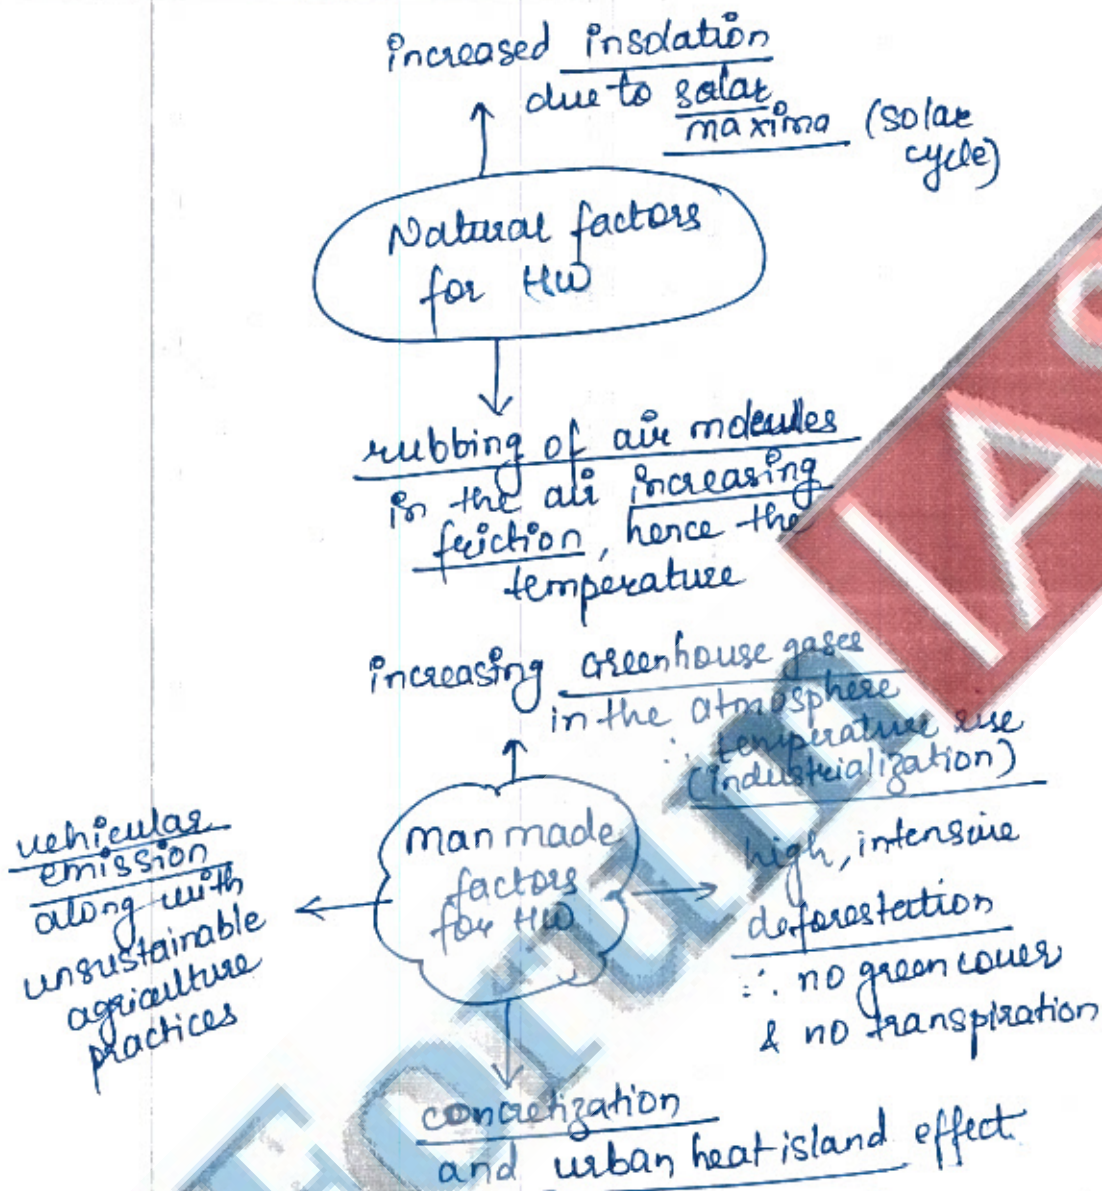 increased insolation
due to solar
maxima (solar
cycle)
Natural factors
for HW
rubbing of air molecules
in the air increasing
friction, hence the
temperature
increasing Greenhouse gases
in the atmosphere
∴ temperature rise
(industrialization)
man made
factors
for HW
vehicular
emission
along with
unsustainable
agriculture
practices
high, intensive
deforestation
∴ no green cover
& no transpiration
concretization
and urban heat island effect
Forum IAS